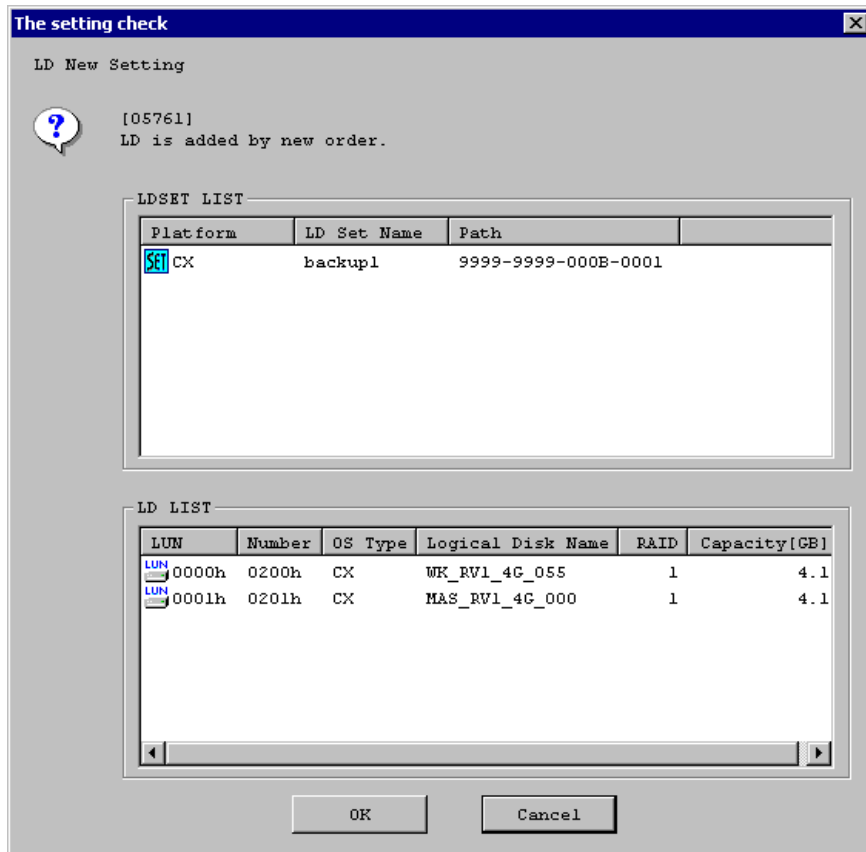 The setting check
LD New Setting
?
[05761]
LD is added by new order.
LDSET LIST
Platform LD Set Name Path
SET CX backup1 9999-9999-000B-0001
LD LIST
LUN Number OS Type Logical Disk Name RAID Capacity[GB]
LUN 0000h 0200h CX WK_RV1_4G_055 1 4.1
LUN 0001h 0201h CX MAS_RV1_4G_000 1 4.1
OK Cancel